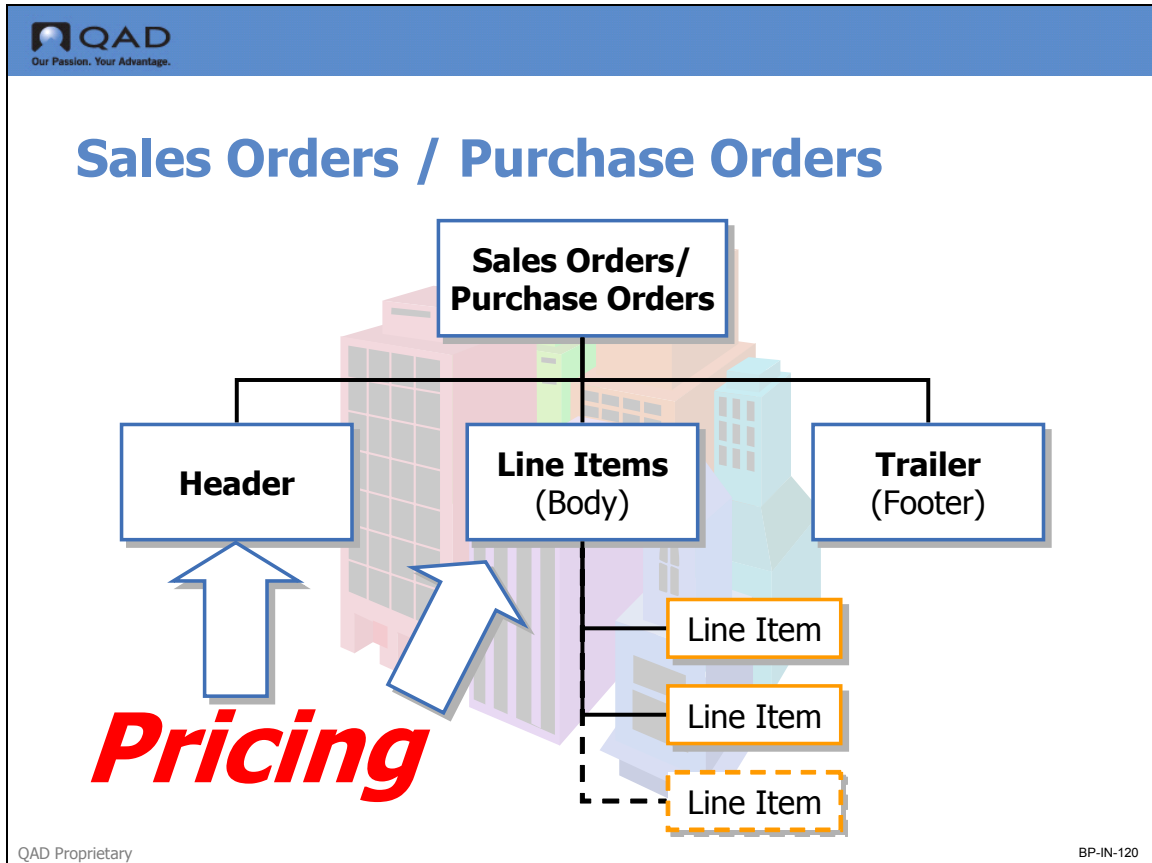 QAD
Our Passion. Your Advantage.
Sales Orders / Purchase Orders
Sales Orders/
Purchase Orders
Header
Line Items
(Body)
Trailer
(Footer)
Line Item
Line Item
Line Item
Pricing
QAD Proprietary
BP-IN-120